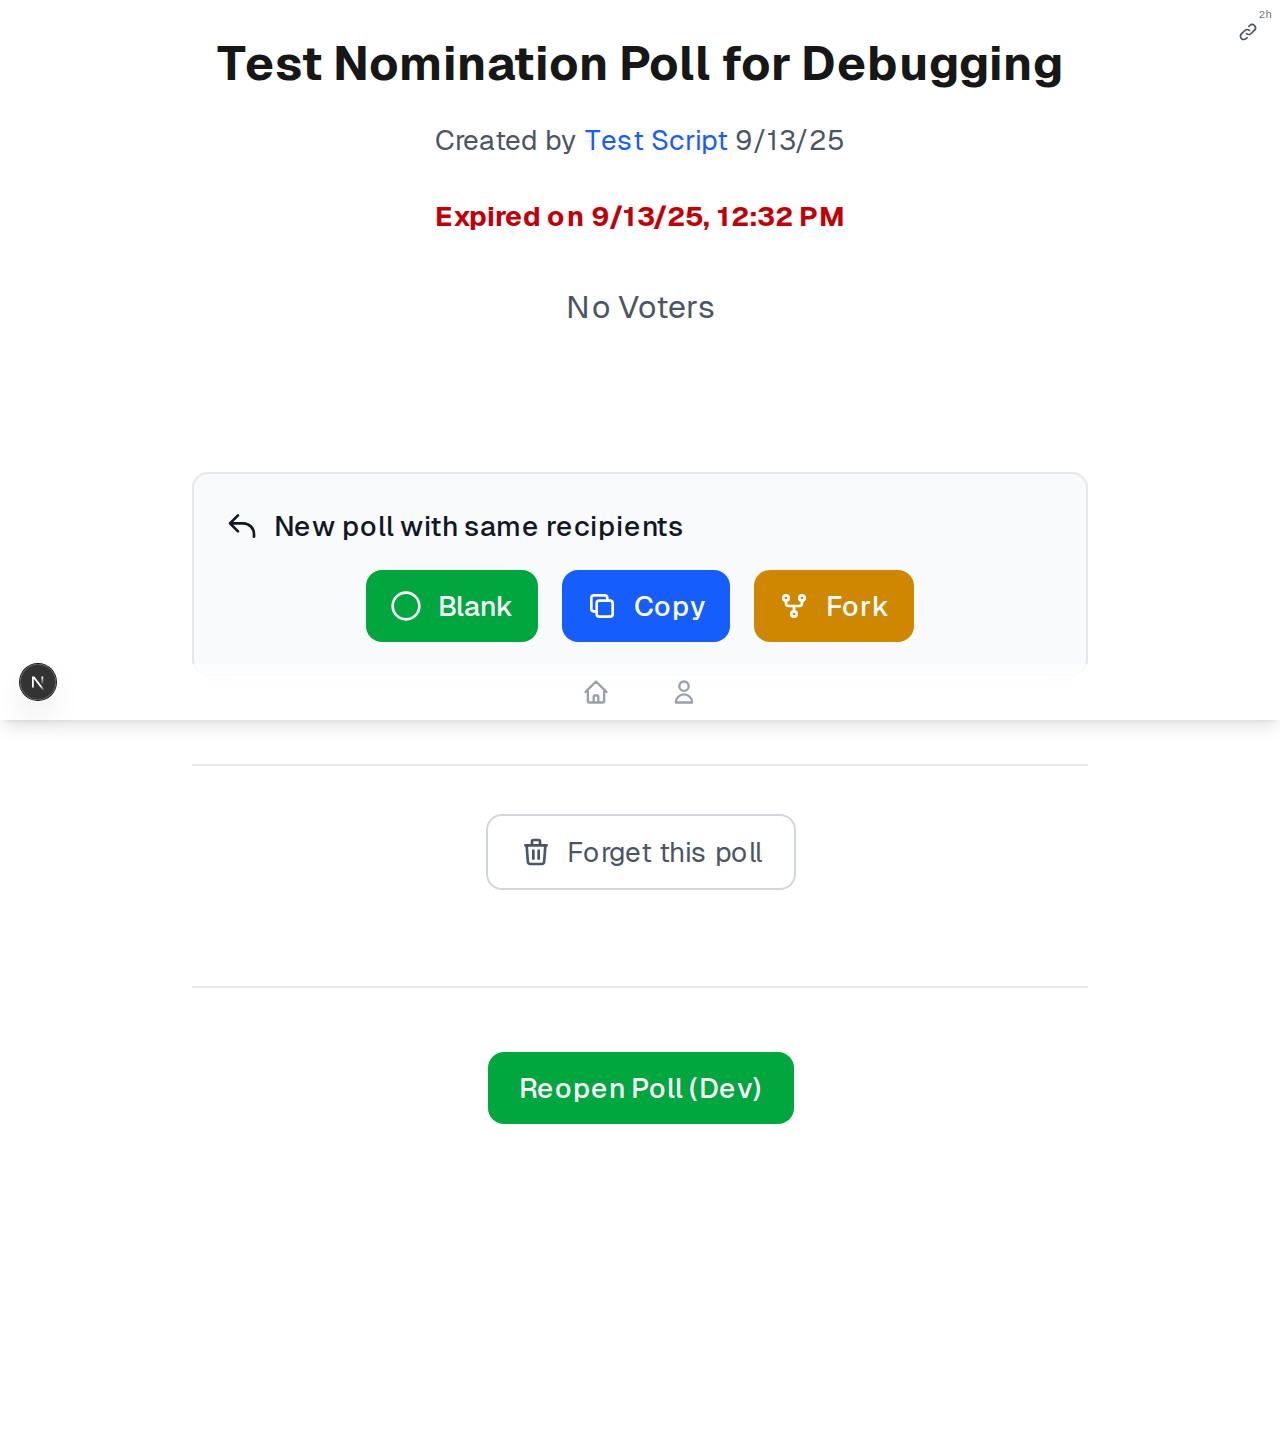 2h
Test Nomination Poll for Debugging
Created by Test Script 9/13/25
Expired on 9/13/25, 12:32 PM
No Voters
New poll with same recipients
Blank
Copy
Fork
N
Forget this poll
Reopen Poll (Dev)